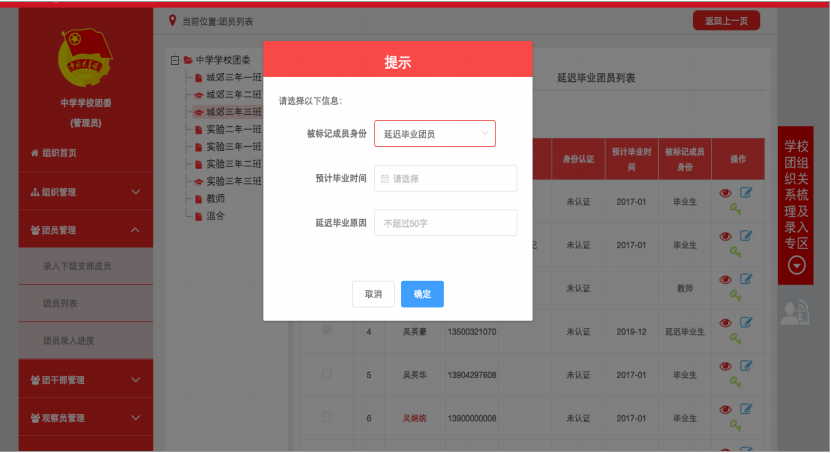 当前位置:团员列表
返回上一页
中学学校团委
(管理员)
组织首页
组织管理
团员管理
录入下级支部成员
团员列表
团员录入进度
团干部管理
观察员管理
中学学校团委
城郊三年一班
城郊三年二班
城郊三年三班
实验二年一班
实验三年一班
实验三年二班
实验三年三班
教师
混合
提示
请选择以下信息:
被标记成员身份
延迟毕业团员
预计毕业时间
请选择
延迟毕业原因
不超过50字
取消
确定
延迟毕业团员列表
身份认证
预计毕业时间
被标记成员身份
操作
未认证 2017-01 毕业生
未认证 2017-01 毕业生
未认证 教师
4 吴英豪 13500321070 未认证 2019-12 延迟毕业生
5 吴英华 13904297608 未认证 2017-01 毕业生
6 吴娴婉 13900000008 未认证 2017-01 毕业生
学校
团组
织关
系梳
理及
录入
专区